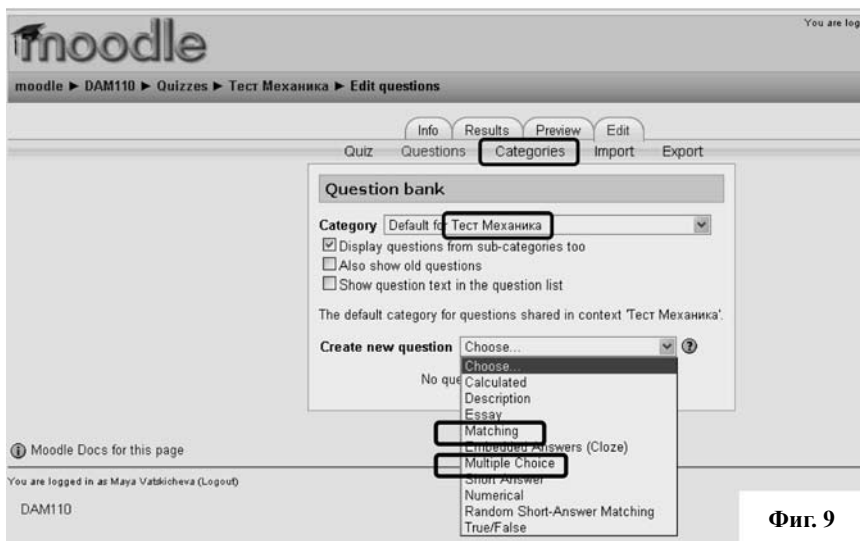 You are log
moodle
moodle ► DAM110 ► Quizzes ► Тест Механика ► Edit questions
Info Results Preview Edit
Quiz Questions Categories Import Export
Question bank
Category Default for Тест Механика
Display questions from sub-categories too
Also show old questions
Show question text in the question list
The default category for questions shared in context 'Тест Механика'.
Create new question Choose...
Choose...
No que
Calculated
Description
Essay
Matching
Embedded Answers (Cloze)
Multiple Choice
Short Answer
Numerical
Random Short-Answer Matching
True/False
Moodle Docs for this page
You are logged in as Maya Vatskicheva (Logout)
DAM110
Фиг. 9